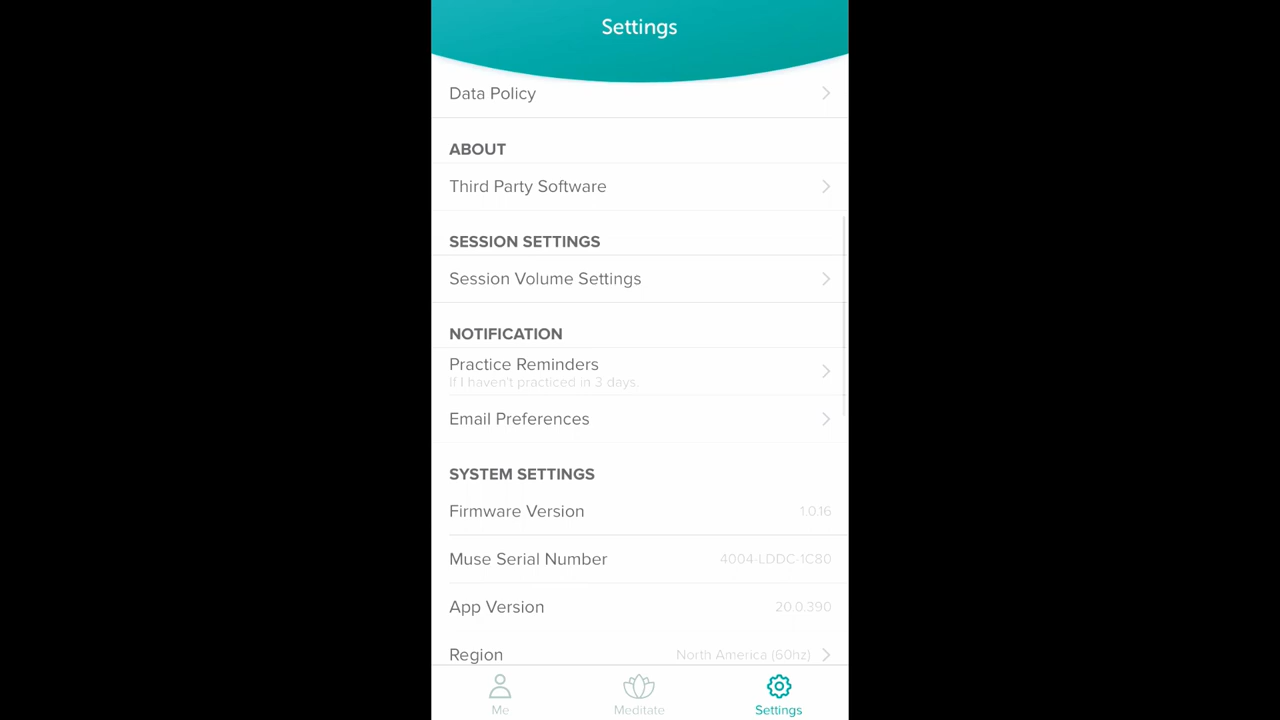 Settings
Data Policy
ABOUT
Third Party Software
SESSION SETTINGS
Session Volume Settings
NOTIFICATION
Practice Reminders
If I haven't practiced in 3 days.
Email Preferences
SYSTEM SETTINGS
Firmware Version 1.0.16
Muse Serial Number 4004-LDDC-1C80
App Version 20.0.390
Region North America (60hz)
Me Meditate Settings